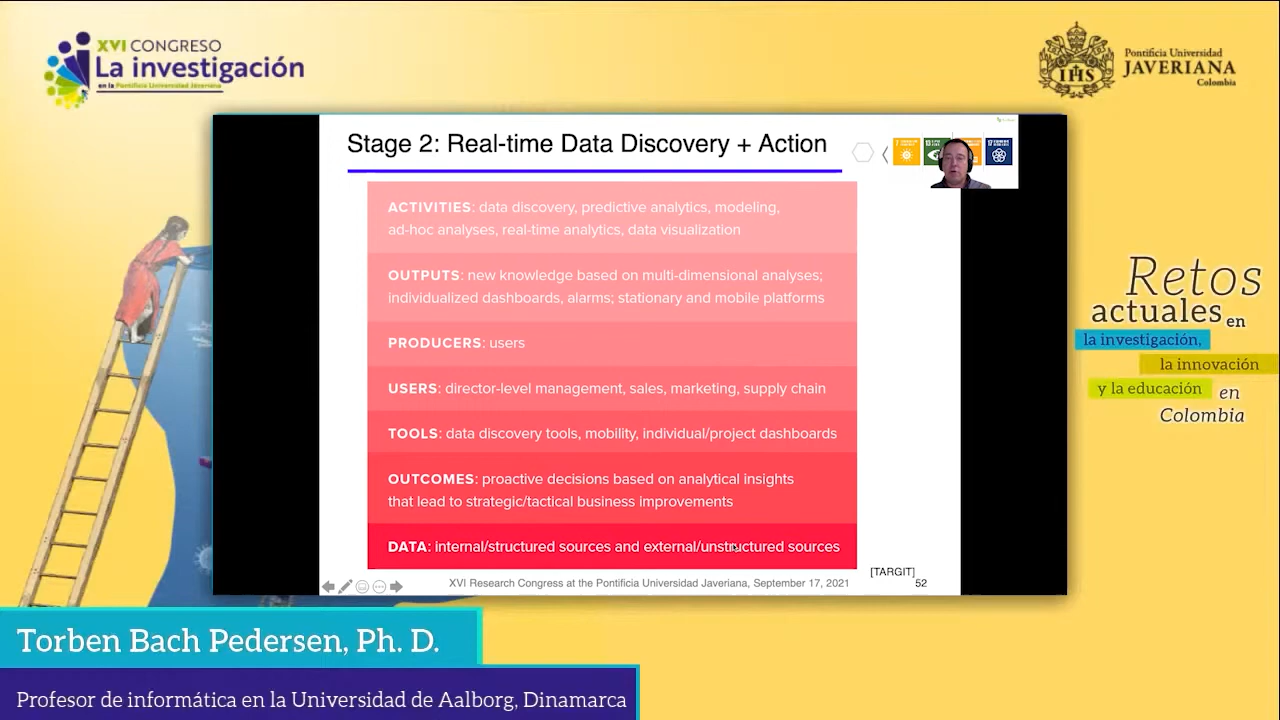 XVI CONGRESO
La investigación
en la Pontificia Universidad Javeriana
Pontificia Universidad
JAVERIANA
Colombia
IHS
Stage 2: Real-time Data Discovery + Action
ACTIVITIES: data discovery, predictive analytics, modeling,
ad-hoc analyses, real-time analytics, data visualization
OUTPUTS: new knowledge based on multi-dimensional analyses;
individualized dashboards, alarms; stationary and mobile platforms
PRODUCERS: users
USERS: director-level management, sales, marketing, supply chain
TOOLS: data discovery tools, mobility, individual/project dashboards
OUTCOMES: proactive decisions based on analytical insights
that lead to strategic/tactical business improvements
DATA: internal/structured sources and external/unstructured sources
[TARGIT]
XVI Research Congress at the Pontificia Universidad Javeriana, September 17, 2021
52
Retos
actuales en
la investigación,
la innovación
y la educación en
Colombia
Torben Bach Pedersen, Ph. D.
Profesor de informática en la Universidad de Aalborg, Dinamarca